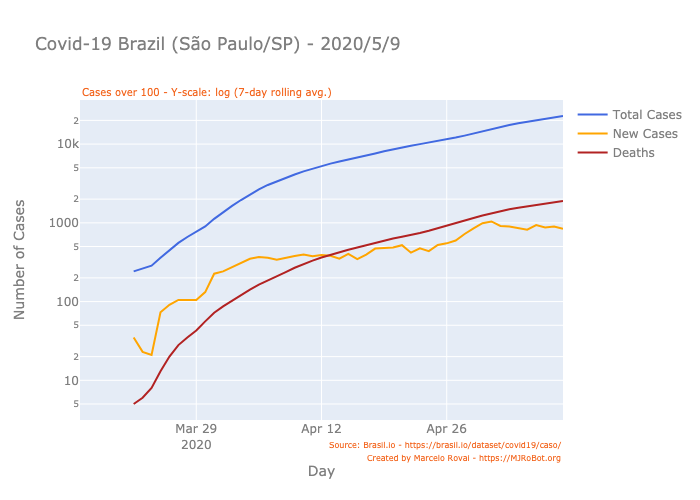 Covid-19 Brazil (São Paulo/SP) - 2020/5/9
Cases over 100 - Y-scale: log (7-day rolling avg.)
Total Cases
New Cases
Deaths
Number of Cases
2
10k
5
2
1000
5
2
100
5
2
10
5
Mar 29
2020
Apr 12
Apr 26
Day
Source: Brasil.io - https://brasil.io/dataset/covid19/caso/
Created by Marcelo Rovai - https://MJRoBot.org